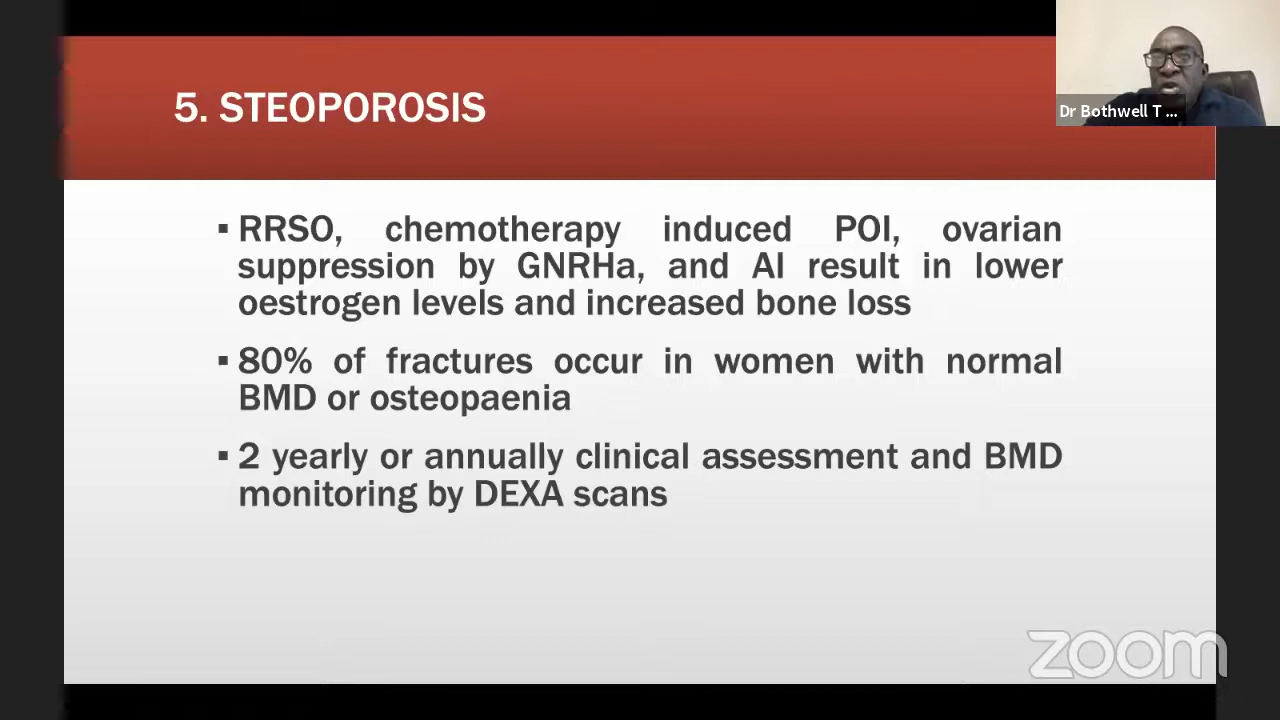 5. STEOPOROSIS
Dr Bothwell T ...
▪ RRSO, chemotherapy induced POI, ovarian
suppression by GNRHa, and AI result in lower
oestrogen levels and increased bone loss
▪ 80% of fractures occur in women with normal
BMD or osteopaenia
▪ 2 yearly or annually clinical assessment and BMD
monitoring by DEXA scans
zoom